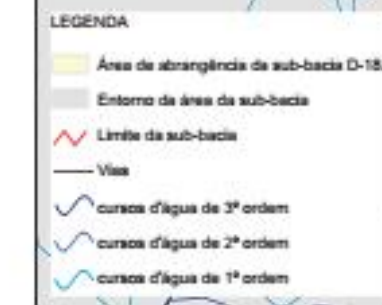 LEGENDA
Área de abrangência da sub-bacia D-18
Entorno da área da sub-bacia
Limite da sub-bacia
Vias
cursos d'água de 3ª ordem
cursos d'água de 2ª ordem
cursos d'água de 1ª ordem